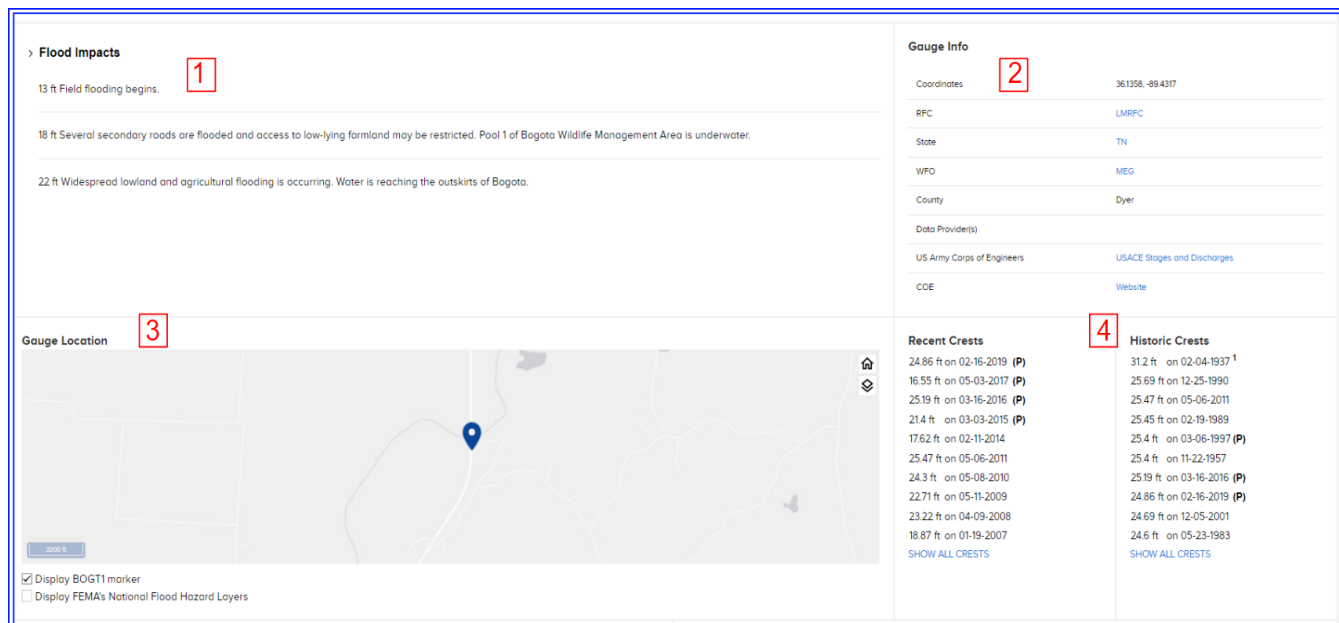 > Flood Impacts
1
13 ft Field flooding begins.
18 ft Several secondary roads are flooded and access to low-lying farmland may be restricted. Pool 1 of Bogota Wildlife Management Area is underwater.
22 ft Widespread lowland and agricultural flooding is occurring. Water is reaching the outskirts of Bogota.
Gauge Info
2
Coordinates 36.1358, -89.4317
RFC LMRFC
State TN
WFO MEG
County Dyer
Data Provider(s)
US Army Corps of Engineers USACE Stages and Discharges
COE Website
3
Gauge Location
2000 ft
Display BOGT1 marker
Display FEMA's National Flood Hazard Layers
4
Recent Crests
24.86 ft on 02-16-2019 (P)
16.55 ft on 05-03-2017 (P)
25.19 ft on 03-16-2016 (P)
21.4 ft on 03-03-2015 (P)
17.62 ft on 02-11-2014
25.47 ft on 05-06-2011
24.3 ft on 05-08-2010
22.71 ft on 05-11-2009
23.22 ft on 04-09-2008
18.87 ft on 01-19-2007
SHOW ALL CRESTS
Historic Crests
31.2 ft on 02-04-1937 1
25.69 ft on 12-25-1990
25.47 ft on 05-06-2011
25.45 ft on 02-19-1989
25.4 ft on 03-06-1997 (P)
25.4 ft on 11-22-1957
25.19 ft on 03-16-2016 (P)
24.86 ft on 02-16-2019 (P)
24.69 ft on 12-05-2001
24.6 ft on 05-23-1983
SHOW ALL CRESTS